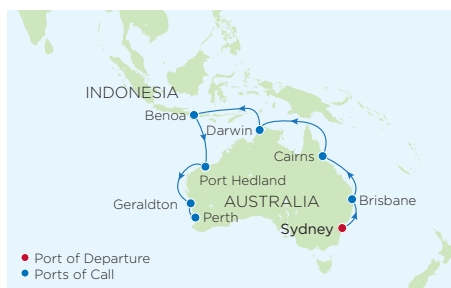 INDONESIA
Benoa
Darwin
Cairns
Port Hedland
Geraldton
AUSTRALIA
Brisbane
Perth
Sydney
Port of Departure
Ports of Call